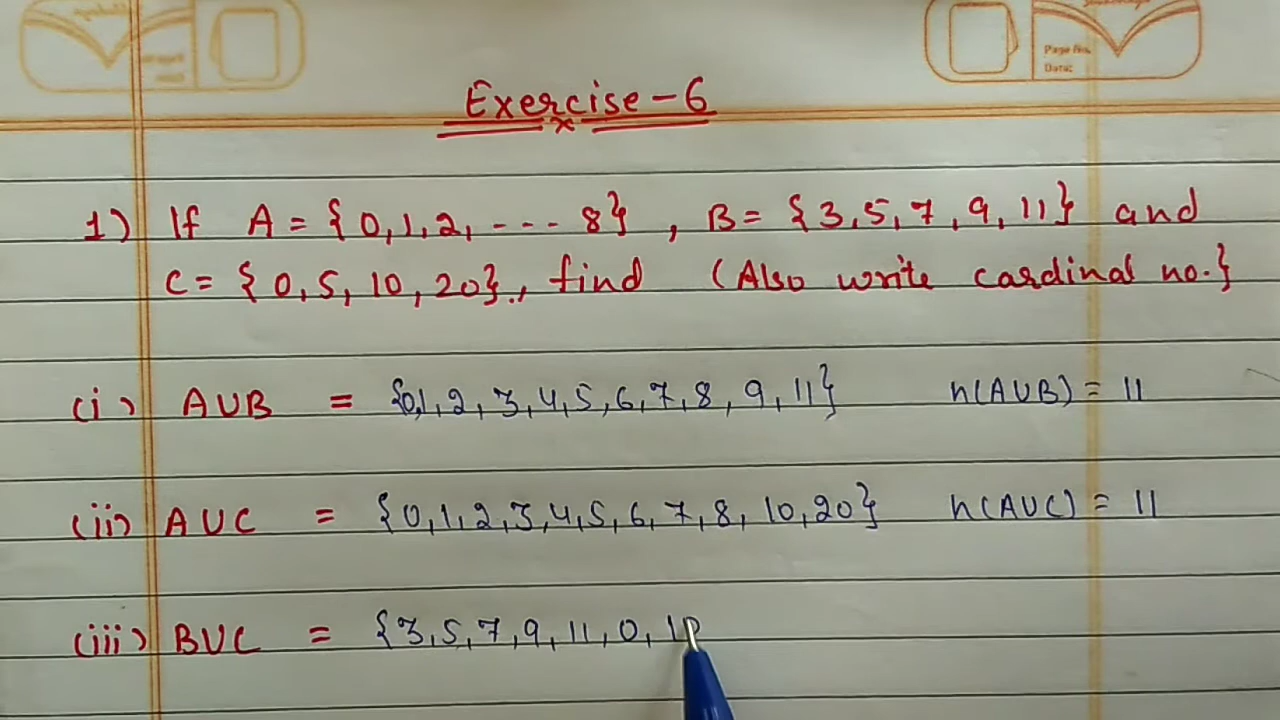 Page No.
Date:
Exercise-6
1) If A = { 0, 1, 2, - - - 8} , B = { 3, 5, 7, 9, 11} and
C = { 0, 5, 10, 20}., find (Also write cardinal no.}
(i) AUB = {0,1, 2, 3, 4, 5, 6, 7, 8, 9, 11} n(AUB) = 11
(ii) AUC = {0, 1, 2, 3, 4, 5, 6, 7, 8, 10, 20} n(AUC) = 11
(iii) BUC = {3, 5, 7, 9, 11, 0, 10